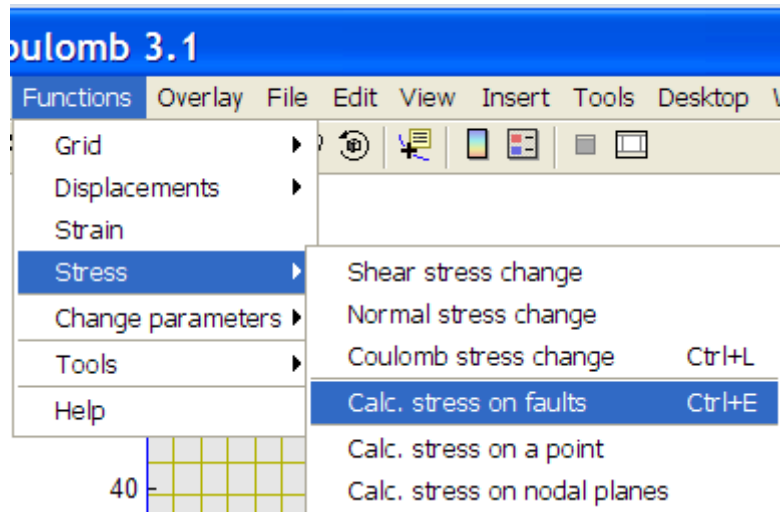 oulomb 3.1
Functions Overlay File Edit View Insert Tools Desktop
Grid
Displacements
Strain
Stress
Change parameters
Tools
Help
Shear stress change
Normal stress change
Coulomb stress change Ctrl+L
Calc. stress on faults Ctrl+E
Calc. stress on a point
Calc. stress on nodal planes
40